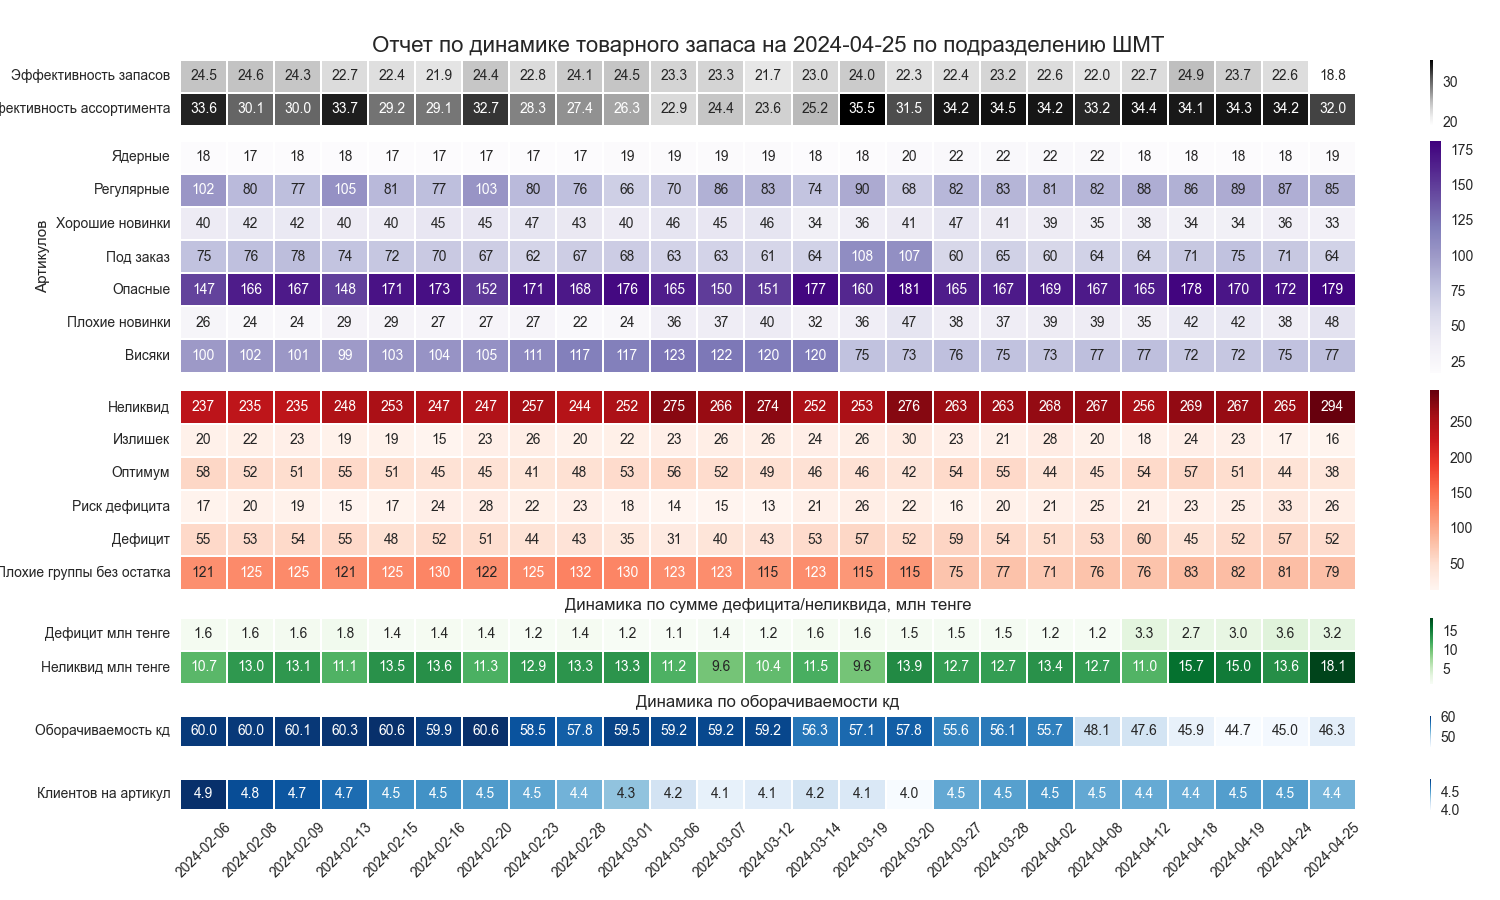 Отчет по динамике товарного запаса на 2024-04-25 по подразделению ШМТ
Эффективность запасов 24.5 24.6 24.3 22.7 22.4 21.9 24.4 22.8 24.1 24.5 23.3 23.3 21.7 23.0 24.0 22.3 22.4 23.2 22.6 22.0 22.7 24.9 23.7 22.6 18.8
фективность ассортимента 33.6 30.1 30.0 33.7 29.2 29.1 32.7 28.3 27.4 26.3 22.9 24.4 23.6 25.2 35.5 31.5 34.2 34.5 34.2 33.2 34.4 34.1 34.3 34.2 32.0
30
20
Артикулов
Ядерные 18 17 18 18 17 17 17 17 17 19 19 19 19 18 18 20 22 22 22 22 18 18 18 18 19
Регулярные 102 80 77 105 81 77 103 80 76 66 70 86 83 74 90 68 82 83 81 82 88 86 89 87 85
Хорошие новинки 40 42 42 40 40 45 45 47 43 40 46 45 46 34 36 41 47 41 39 35 38 34 34 36 33
Под заказ 75 76 78 74 72 70 67 62 67 68 63 63 61 64 108 107 60 65 60 64 64 71 75 71 64
Опасные 147 166 167 148 171 173 152 171 168 176 165 150 151 177 160 181 165 167 169 167 165 178 170 172 179
Плохие новинки 26 24 24 29 29 27 27 27 22 24 36 37 40 32 36 47 38 37 39 39 35 42 42 38 48
Висяки 100 102 101 99 103 104 105 111 117 117 123 122 120 120 75 73 76 75 73 77 77 72 72 75 77
175
150
125
100
75
50
25
Неликвид 237 235 235 248 253 247 247 257 244 252 275 266 274 252 253 276 263 263 268 267 256 269 267 265 294
Излишек 20 22 23 19 19 15 23 26 20 22 23 26 26 24 26 30 23 21 28 20 18 24 23 17 16
Оптимум 58 52 51 55 51 45 45 41 48 53 56 52 49 46 46 42 54 55 44 45 54 57 51 44 38
Риск дефицита 17 20 19 15 17 24 28 22 23 18 14 15 13 21 26 22 16 20 21 25 21 23 25 33 26
Дефицит 55 53 54 55 48 52 51 44 43 35 31 40 43 53 57 52 59 54 51 53 60 45 52 57 52
Плохие группы без остатка 121 125 125 121 125 130 122 125 132 130 123 123 115 123 115 115 75 77 71 76 76 83 82 81 79
250
200
150
100
50
Динамика по сумме дефицита/неликвида, млн тенге
Дефицит млн тенге 1.6 1.6 1.6 1.8 1.4 1.4 1.4 1.2 1.4 1.2 1.1 1.4 1.2 1.6 1.6 1.5 1.5 1.5 1.2 1.2 3.3 2.7 3.0 3.6 3.2
Неликвид млн тенге 10.7 13.0 13.1 11.1 13.5 13.6 11.3 12.9 13.3 13.3 11.2 9.6 10.4 11.5 9.6 13.9 12.7 12.7 13.4 12.7 11.0 15.7 15.0 13.6 18.1
15
10
5
Динамика по оборачиваемости кд
Оборачиваемость кд 60.0 60.0 60.1 60.3 60.6 59.9 60.6 58.5 57.8 59.5 59.2 59.2 59.2 56.3 57.1 57.8 55.6 56.1 55.7 48.1 47.6 45.9 44.7 45.0 46.3
60
50
Клиентов на артикул 4.9 4.8 4.7 4.7 4.5 4.5 4.5 4.5 4.4 4.3 4.2 4.1 4.1 4.2 4.1 4.0 4.5 4.5 4.5 4.5 4.4 4.4 4.5 4.5 4.4
4.5
4.0
2024-02-06 2024-02-08 2024-02-09 2024-02-13 2024-02-15 2024-02-16 2024-02-20 2024-02-23 2024-02-28 2024-03-01 2024-03-06 2024-03-07 2024-03-12 2024-03-14 2024-03-19 2024-03-20 2024-03-27 2024-03-28 2024-04-02 2024-04-08 2024-04-12 2024-04-18 2024-04-19 2024-04-24 2024-04-25